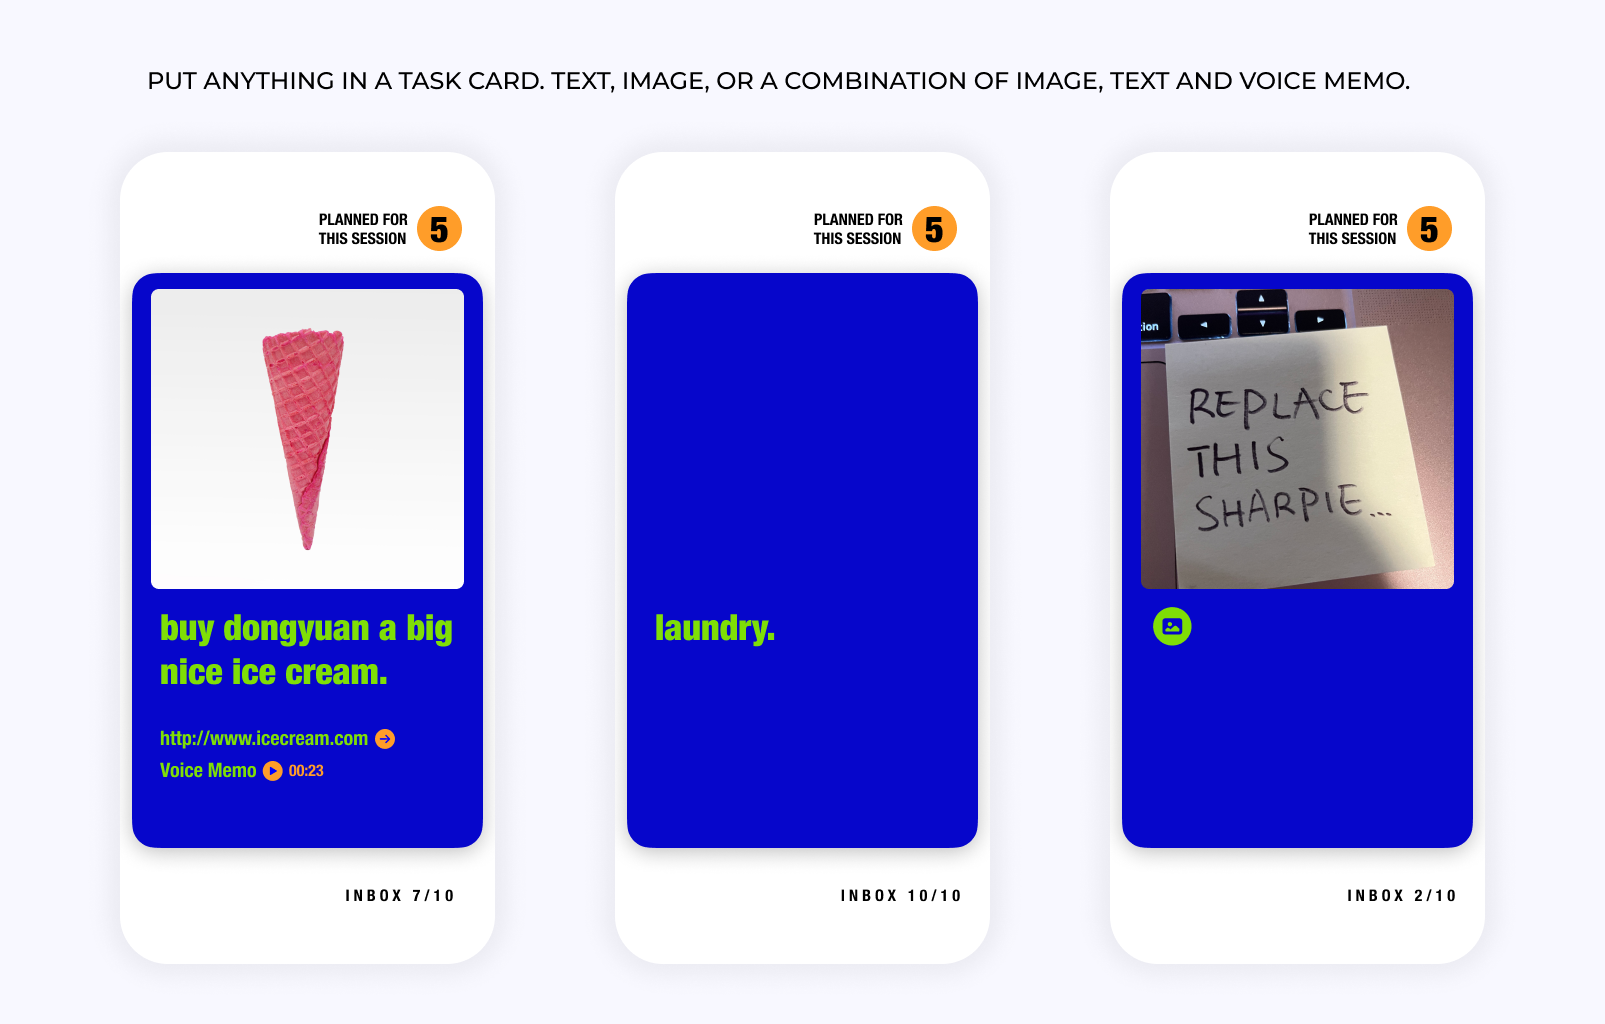 PUT ANYTHING IN A TASK CARD. TEXT, IMAGE, OR A COMBINATION OF IMAGE, TEXT AND VOICE MEMO.
PLANNED FOR
THIS SESSION
5
buy dongyuan a big
nice ice cream.
http://www.icecream.com
Voice Memo 00:23
INBOX 7/10
PLANNED FOR
THIS SESSION
5
laundry.
INBOX 10/10
PLANNED FOR
THIS SESSION
5
tion
REPLACE
THIS
SHARPIE...
INBOX 2/10